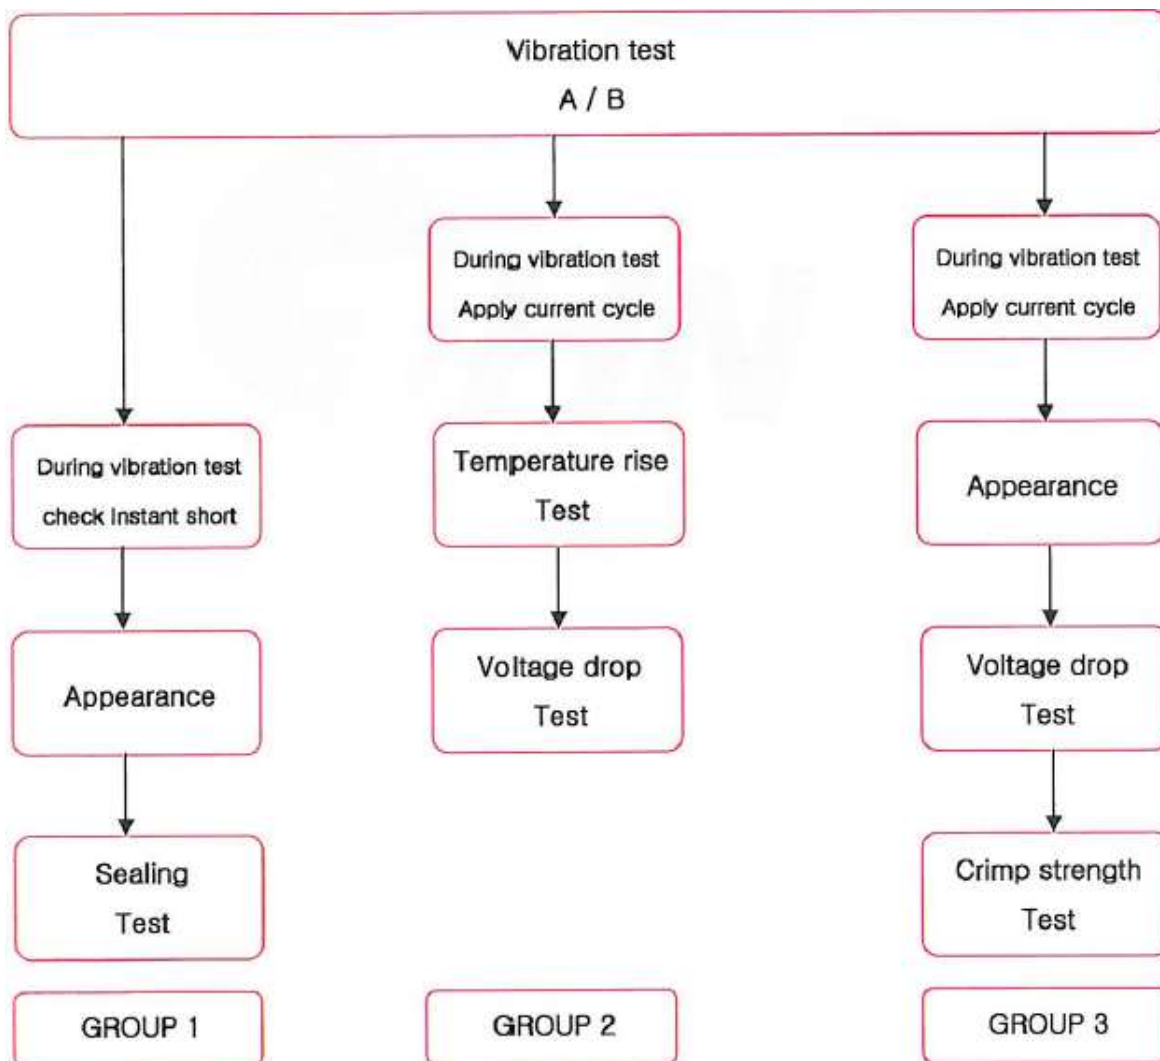 Vibration test
A / B
During vibration test
Apply current cycle
During vibration test
Apply current cycle
During vibration test
check Instant short
Temperature rise
Test
Appearance
Appearance
Voltage drop
Test
Voltage drop
Test
Sealing
Test
Crimp strength
Test
GROUP 1
GROUP 2
GROUP 3